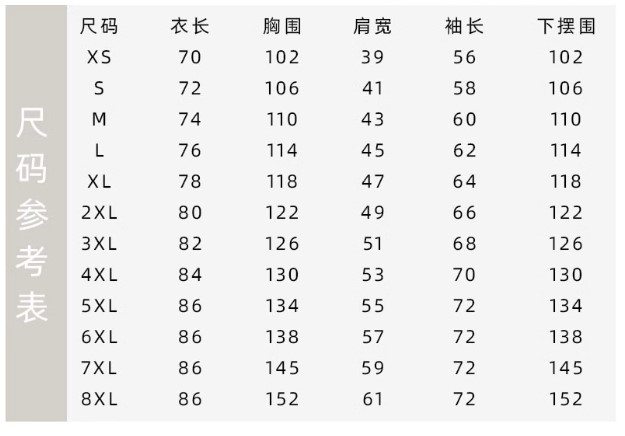 尺码参考表
尺码 衣长 胸围 肩宽 袖长 下摆围
XS 70 102 39 56 102
S 72 106 41 58 106
M 74 110 43 60 110
L 76 114 45 62 114
XL 78 118 47 64 118
2XL 80 122 49 66 122
3XL 82 126 51 68 126
4XL 84 130 53 70 130
5XL 86 134 55 72 134
6XL 86 138 57 72 138
7XL 86 145 59 72 145
8XL 86 152 61 72 152